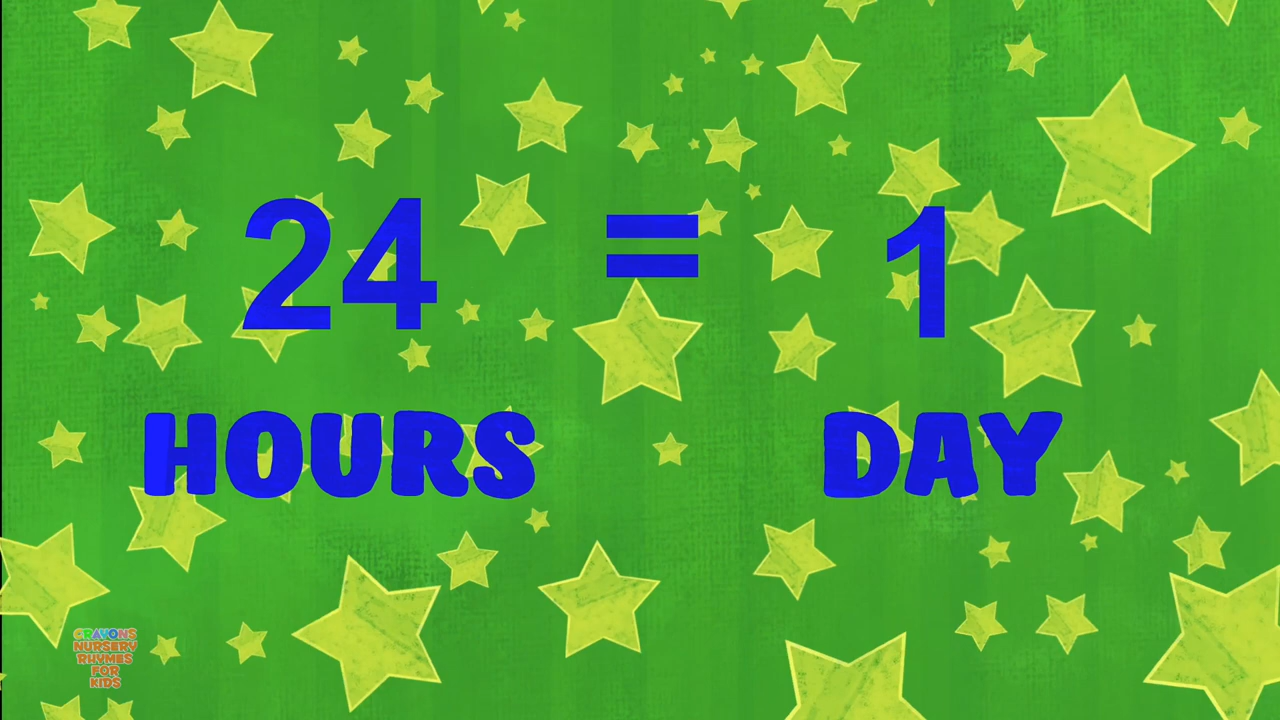 24 = 1
HOURS DAY
CRAYONS
NURSERY
RHYMES
FOR
KIDS